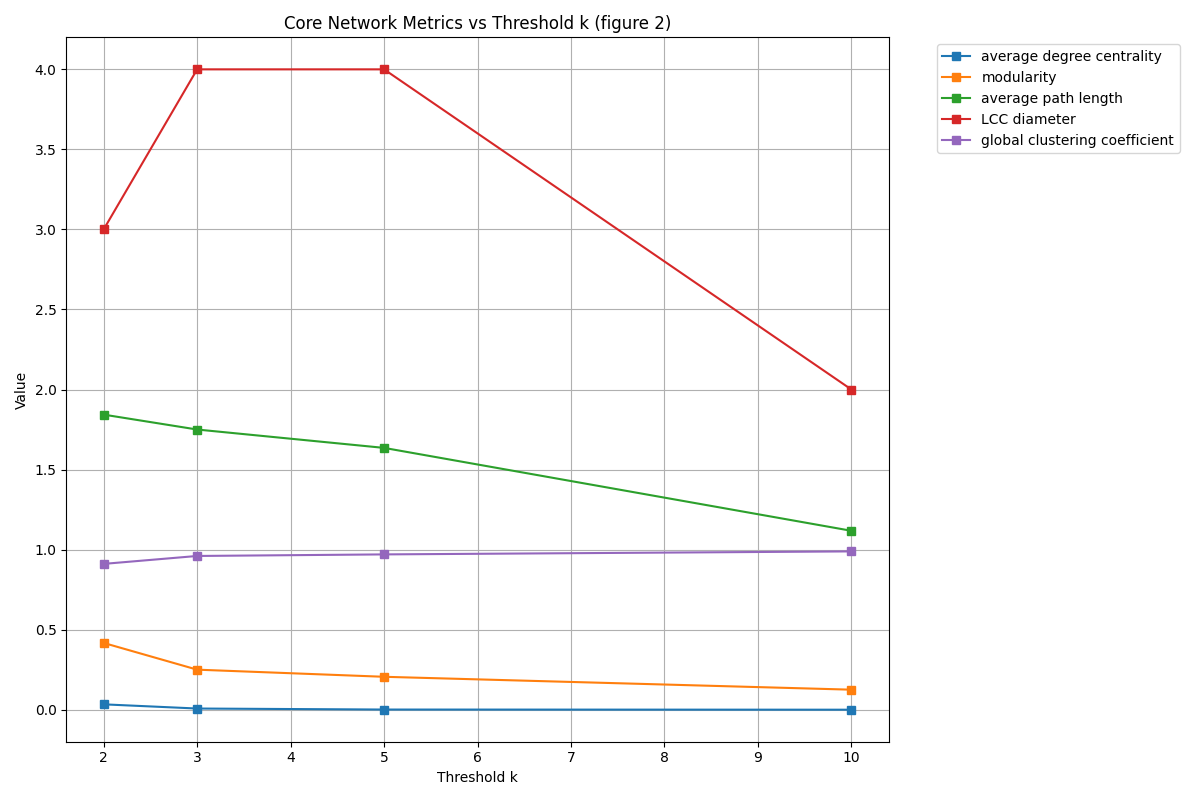 Core Network Metrics vs Threshold k (figure 2)
average degree centrality
modularity
average path length
LCC diameter
global clustering coefficient
Value
4.0
3.5
3.0
2.5
2.0
1.5
1.0
0.5
0.0
2 3 4 5 6 7 8 9 10
Threshold k